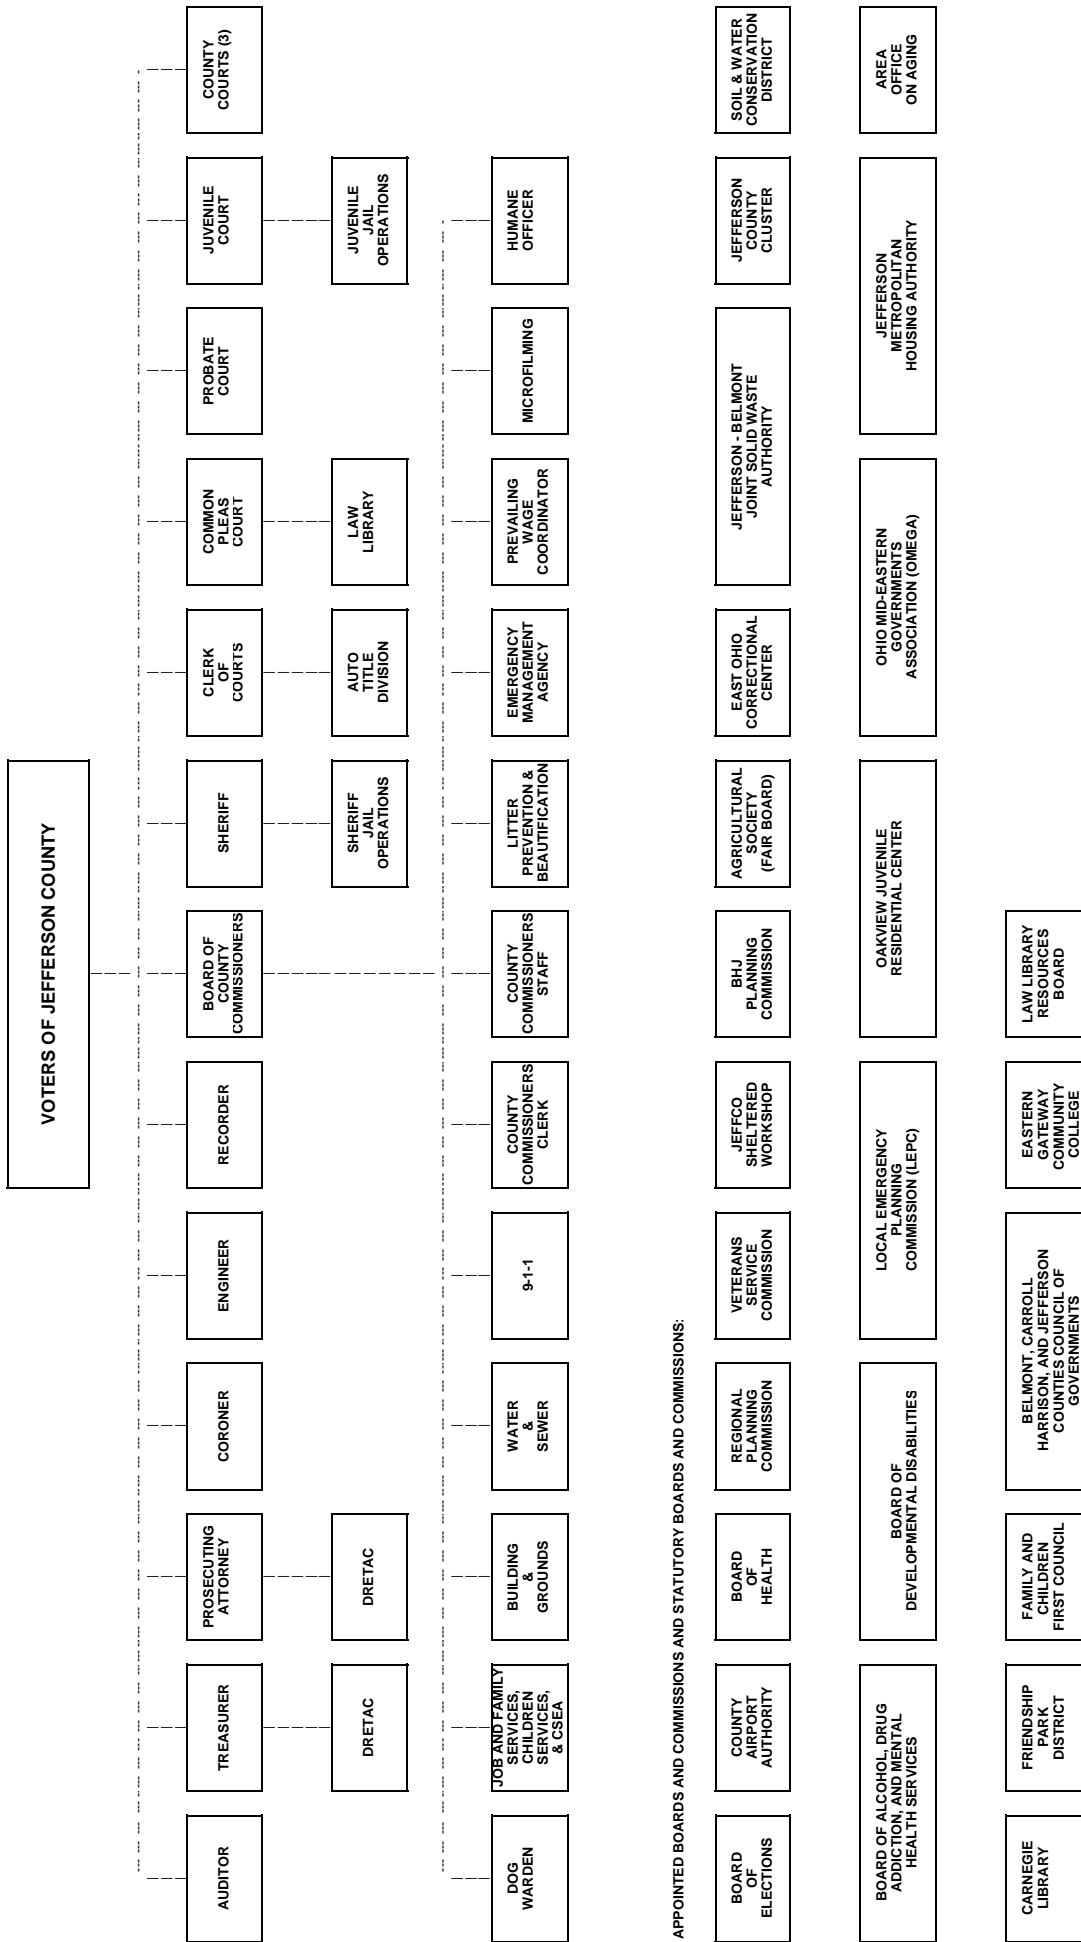 VOTERS OF JEFFERSON COUNTY
AUDITOR
TREASURER
PROSECUTING
ATTORNEY
CORONER
ENGINEER
RECORDER
BOARD OF
COUNTY
COMMISSIONERS
SHERIFF
CLERK
OF
COURTS
COMMON
PLEAS
COURT
PROBATE
COURT
JUVENILE
COURT
COUNTY
COURTS (3)
DRETAC
DRETAC
SHERIFF
JAIL
OPERATIONS
AUTO
TITLE
DIVISION
LAW
LIBRARY
JUVENILE
JAIL
OPERATIONS
DOG
WARDEN
JOB AND FAMILY
SERVICES,
CHILDREN
SERVICES,
& CSEA
BUILDING
&
GROUNDS
WATER
&
SEWER
9-1-1
COUNTY
COMMISSIONERS
CLERK
COUNTY
COMMISSIONERS
STAFF
LITTER
PREVENTION &
BEAUTIFICATION
EMERGENCY
MANAGEMENT
AGENCY
PREVAILING
WAGE
COORDINATOR
MICROFILMING
HUMANE
OFFICER
APPOINTED BOARDS AND COMMISSIONS AND STATUTORY BOARDS AND COMMISSIONS:
BOARD
OF
ELECTIONS
COUNTY
AIRPORT
AUTHORITY
BOARD
OF
HEALTH
REGIONAL
PLANNING
COMMISSION
VETERANS
SERVICE
COMMISSION
JEFFCO
SHELTERED
WORKSHOP
BHJ
PLANNING
COMMISSION
AGRICULTURAL
SOCIETY
(FAIR BOARD)
EAST OHIO
CORRECTIONAL
CENTER
JEFFERSON - BELMONT
JOINT SOLID WASTE
AUTHORITY
JEFFERSON
COUNTY
CLUSTER
SOIL & WATER
CONSERVATION
DISTRICT
BOARD OF ALCOHOL, DRUG
ADDICTION, AND MENTAL
HEALTH SERVICES
BOARD OF
DEVELOPMENTAL DISABILITIES
LOCAL EMERGENCY
PLANNING
COMMISSION (LEPC)
OAKVIEW JUVENILE
RESIDENTIAL CENTER
OHIO MID-EASTERN
GOVERNMENTS
ASSOCIATION (OMEGA)
JEFFERSON
METROPOLITAN
HOUSING AUTHORITY
AREA
OFFICE
ON AGING
CARNEGIE
LIBRARY
FRIENDSHIP
PARK
DISTRICT
FAMILY AND
CHILDREN
FIRST COUNCIL
BELMONT, CARROLL
HARRISON, AND JEFFERSON
COUNTIES COUNCIL OF
GOVERNMENTS
EASTERN
GATEWAY
COMMUNITY
COLLEGE
LAW LIBRARY
RESOURCES
BOARD